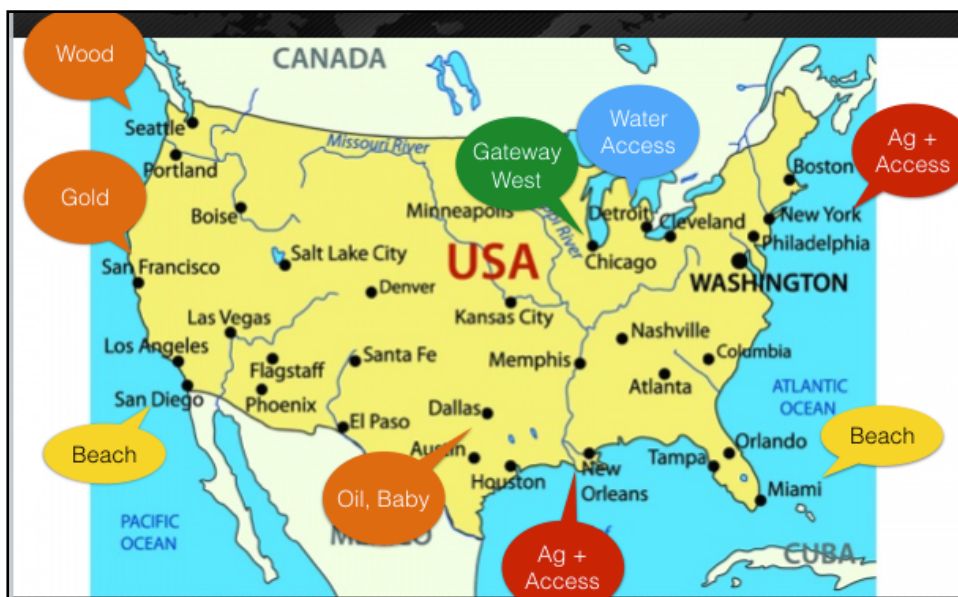 Wood
CANADA
Water
Access
Ag +
Access
Seattle
Missouri River
Gateway
West
Portland
Boston
Gold
Boise
Minneapolis
River
Detroit
Cleveland
New York
Philadelphia
Salt Lake City
USA
Chicago
San Francisco
WASHINGTON
Denver
Las Vegas
Kansas City
Nashville
Los Angeles
Santa Fe
Memphis
Columbia
Flagstaff
Atlanta
ATLANTIC
OCEAN
San Diego
Phoenix
Dallas
El Paso
Beach
Austin
Orlando
Beach
Tampa
Houston
New
Orleans
Miami
Oil, Baby
PACIFIC
OCEAN
of
Ag +
Access
CUBA